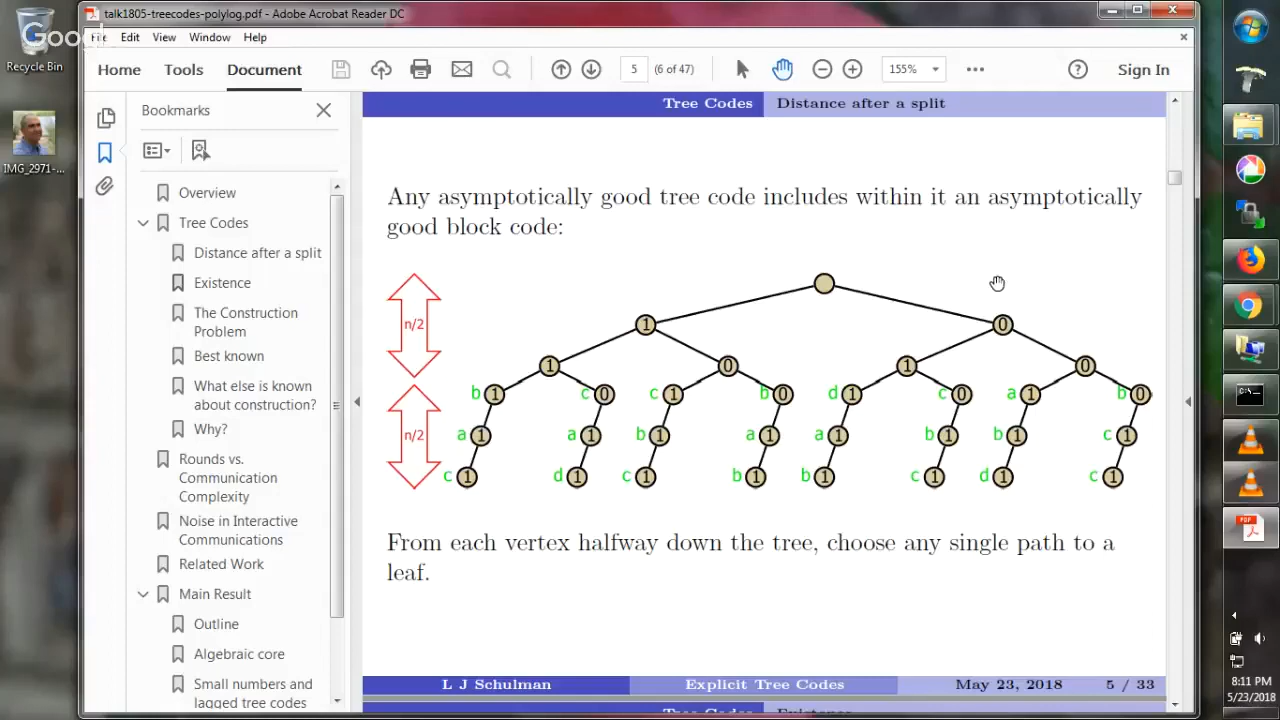 talk1805-treecodes-polylog.pdf - Adobe Acrobat Reader DC
Edit View Window Help
Home Tools Document 5 (6 of 47) 155% Sign In
Recycle Bin
IMG_2971-...
Bookmarks
Overview
Tree Codes
Distance after a split
Existence
The Construction
Problem
Best known
What else is known
about construction?
Why?
Rounds vs.
Communication
Complexity
Noise in Interactive
Communications
Related Work
Main Result
Outline
Algebraic core
Small numbers and
lagged tree codes
Tree Codes Distance after a split
Any asymptotically good tree code includes within it an asymptotically
good block code:
n/2 1 0
1 0 1 0
b 1 c 0 c 1 b 0 d 1 c 0 a 1 b 0
n/2 a 1 a 1 b 1 a 1 a 1 b 1 b 1 c 1
c 1 d 1 c 1 b 1 b 1 c 1 d 1 c 1
From each vertex halfway down the tree, choose any single path to a
leaf.
L J Schulman Explicit Tree Codes May 23, 2018 5 / 33
Tree Codes Existence
PDF
8:11 PM
5/23/2018